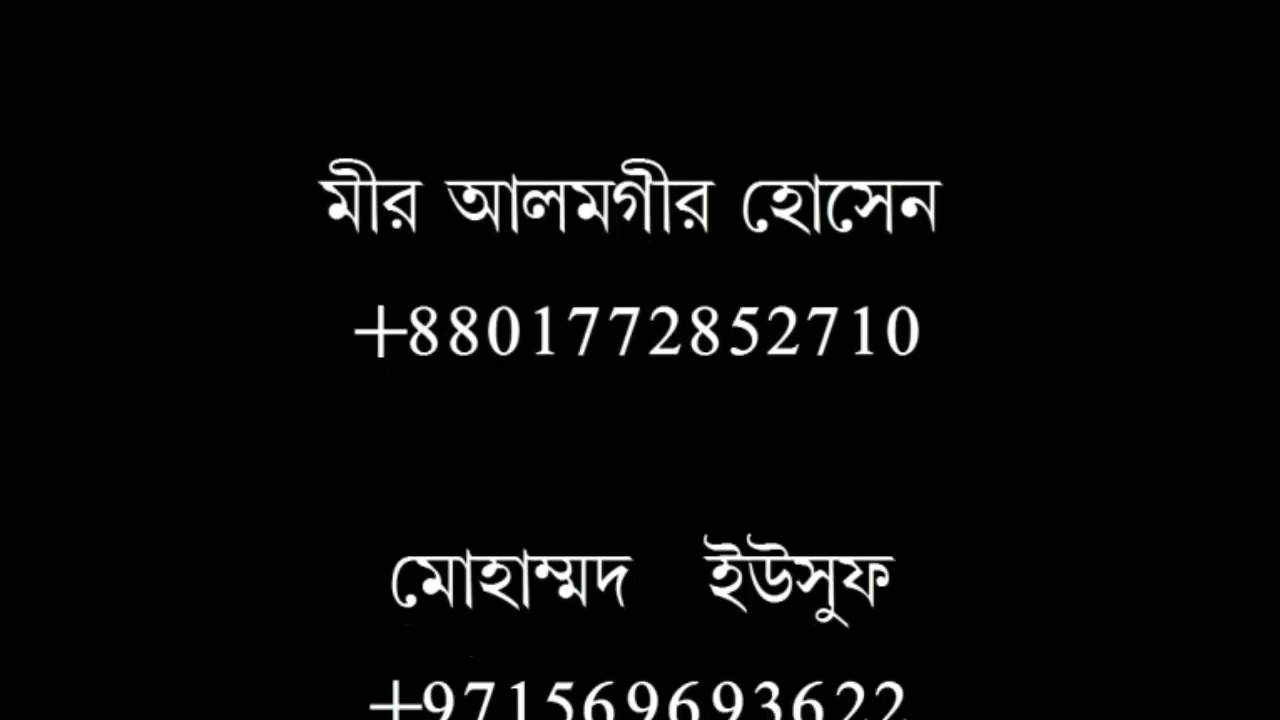 মীর আলমগীর হোসেন
+8801772852710
মোহাম্মদ ইউসুফ
+971569693622